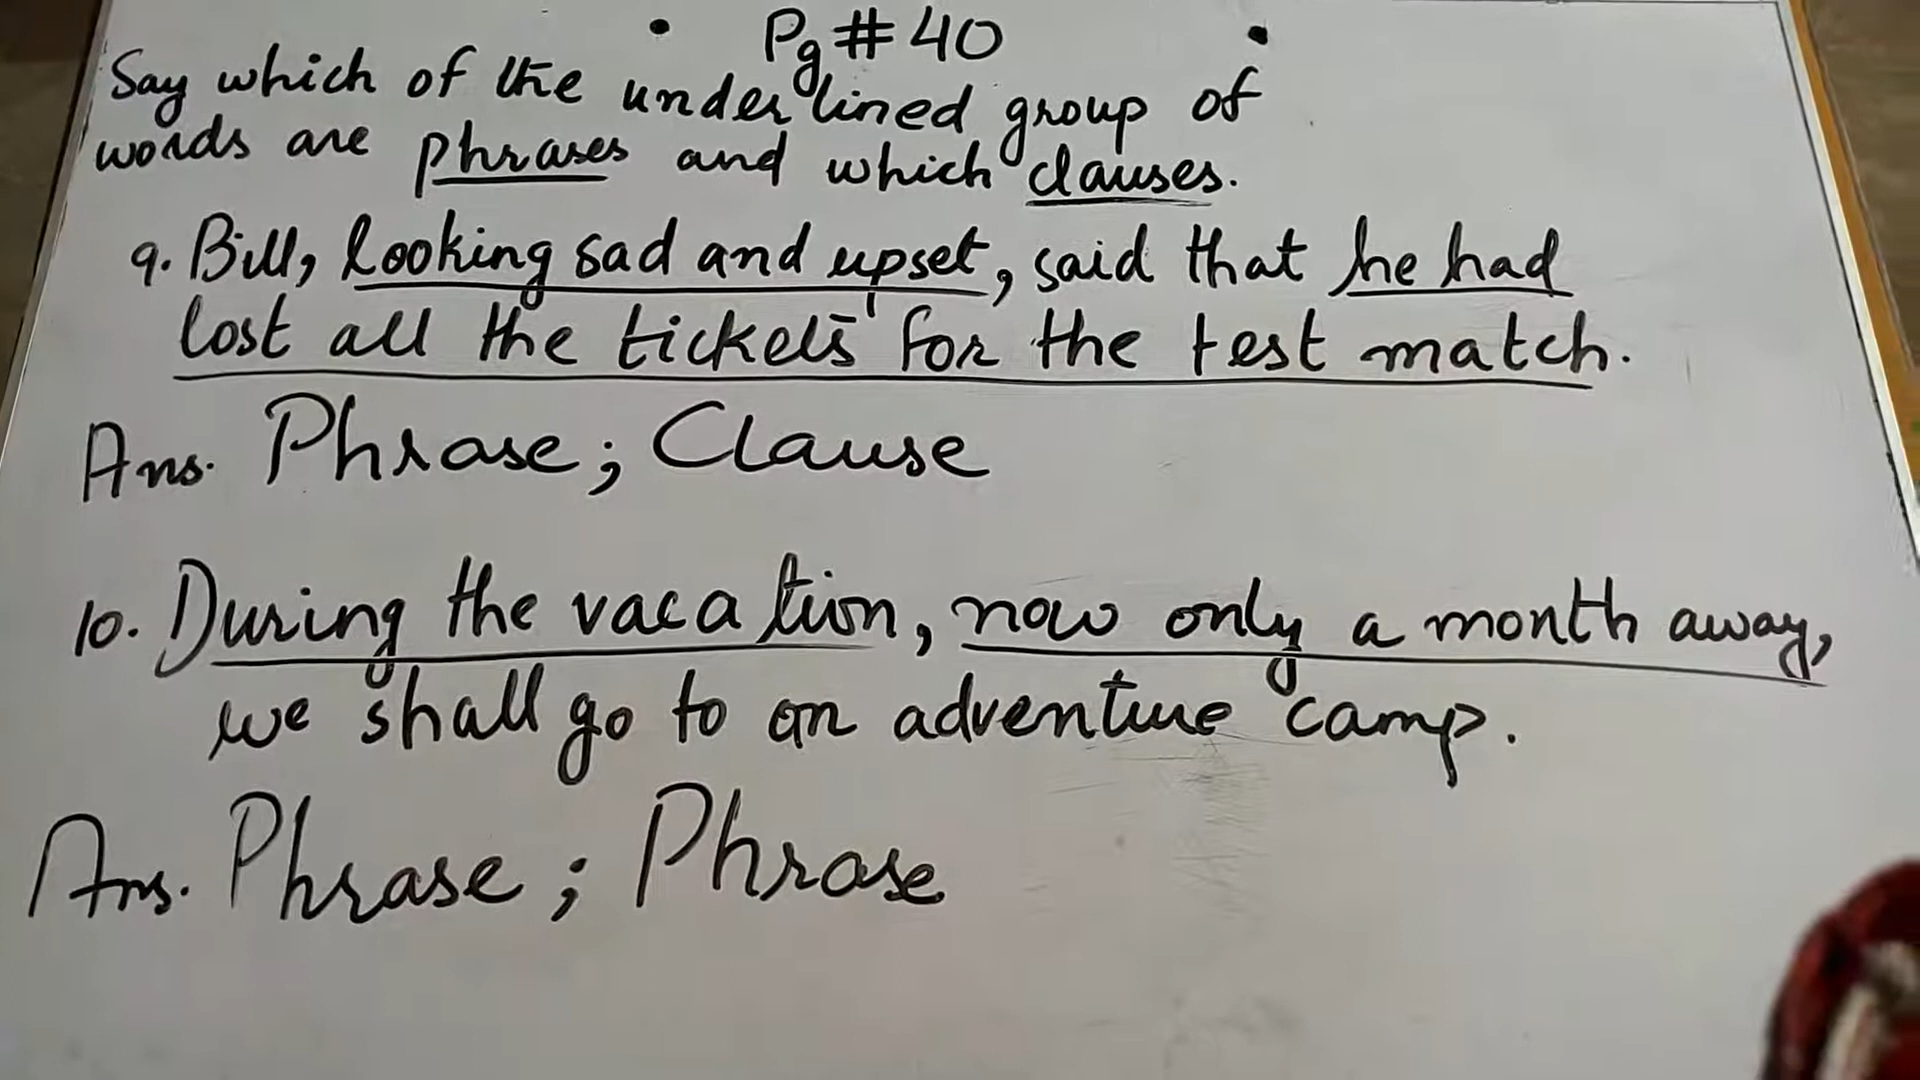 Pg # 40
Say which of the underlined group of
words are phrases and which clauses.
9. Bill, looking sad and upset, said that he had
lost all the tickets for the test match.
Ans. Phrase; Clause
10. During the vacation, now only a month away,
we shall go to an adventure camp.
Ans. Phrase ; Phrase